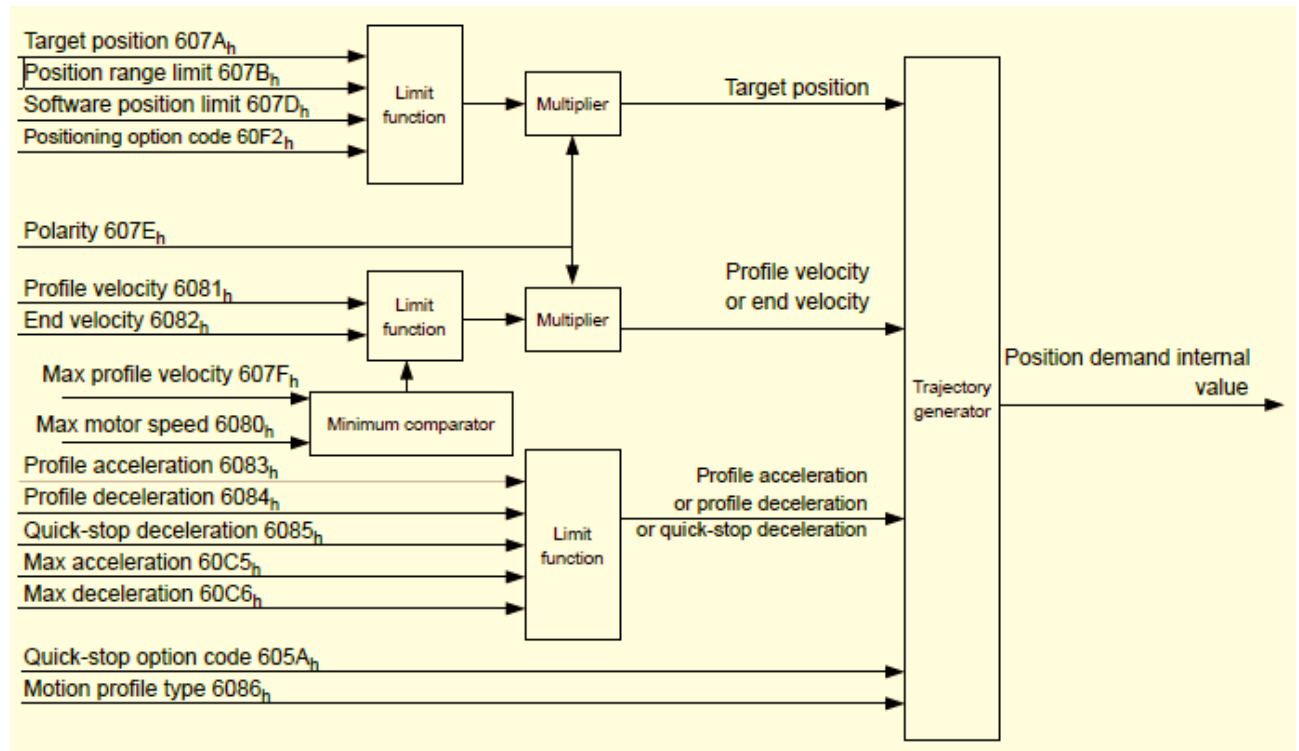 Target position 607Ah
Position range limit 607Bh
Software position limit 607Dh
Positioning option code 60F2h
Limit
function
Multiplier
Target position
Polarity 607Eh
Profile velocity 6081h
End velocity 6082h
Limit
function
Multiplier
Profile velocity
or end velocity
Max profile velocity 607Fh
Max motor speed 6080h
Minimum comparator
Trajectory
generator
Position demand internal
value
Profile acceleration 6083h
Profile deceleration 6084h
Quick-stop deceleration 6085h
Max acceleration 60C5h
Max deceleration 60C6h
Limit
function
Profile acceleration
or profile deceleration
or quick-stop deceleration
Quick-stop option code 605Ah
Motion profile type 6086h